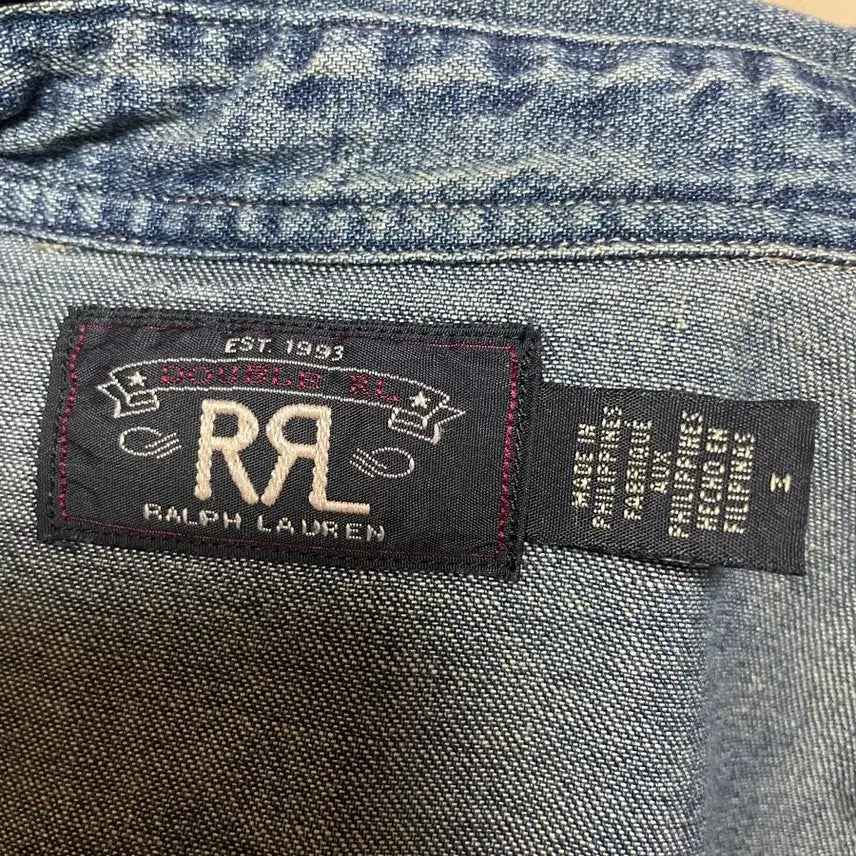 EST. 1993
DOUBLE RL
RRL
RALPH LAUREN
MADE IN
PHILIPPINES
FABRIQUE
AUX
PHILIPPINES
HECHO EN
FILIPINAS
M